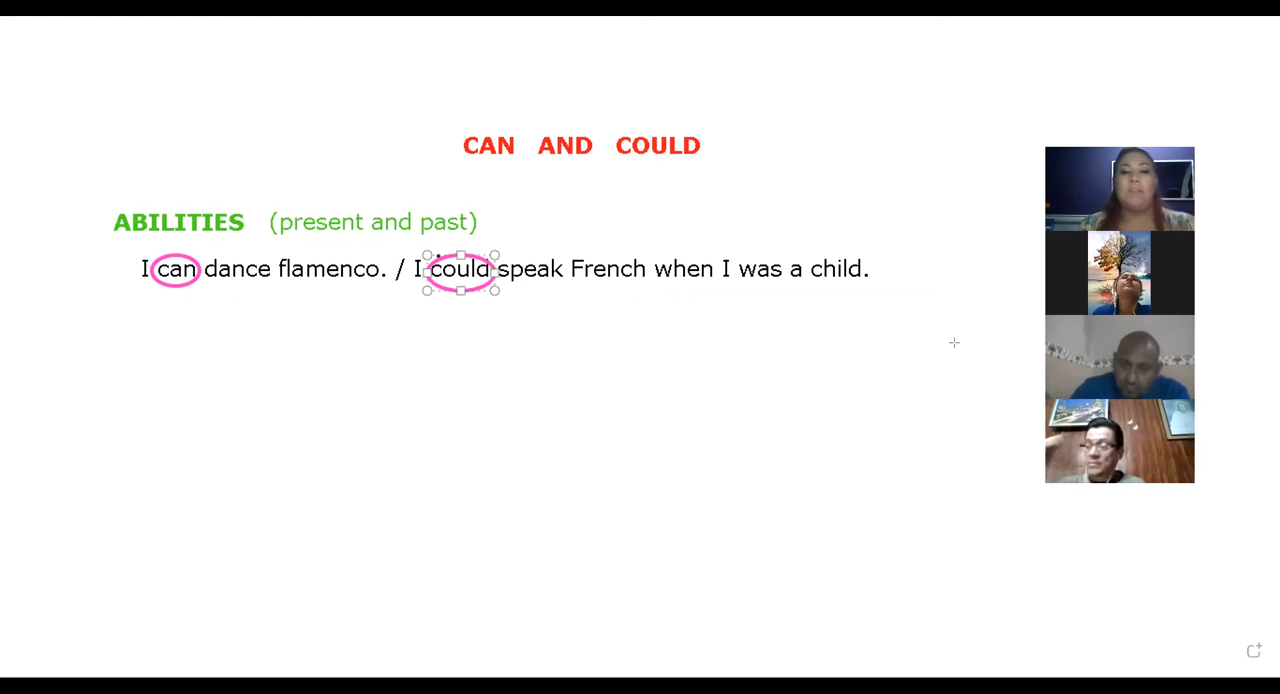 CAN AND COULD
ABILITIES (present and past)
I can dance flamenco. / I could speak French when I was a child.